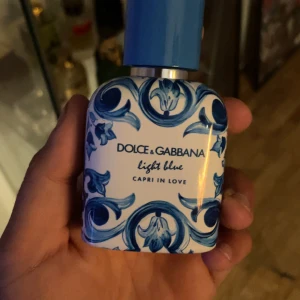 DOLCE & GABBANA
light blue
CAPRI IN LOVE